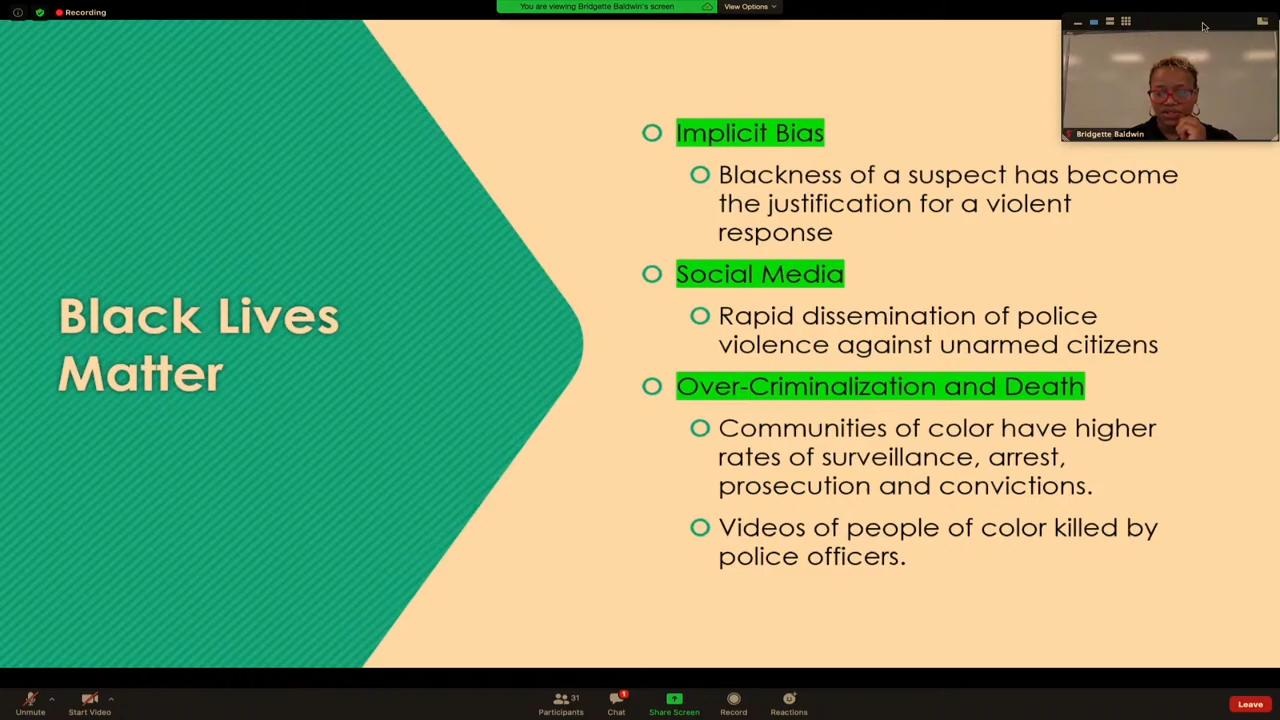 Recording
You are viewing Bridgette Baldwin's screen
View Options
Bridgette Baldwin
Black Lives
Matter
Implicit Bias
Blackness of a suspect has become
the justification for a violent
response
Social Media
Rapid dissemination of police
violence against unarmed citizens
Over-Criminalization and Death
Communities of color have higher
rates of surveillance, arrest,
prosecution and convictions.
Videos of people of color killed by
police officers.
Unmute
Start Video
Participants
31
Chat
1
Share Screen
Record
Reactions
Leave